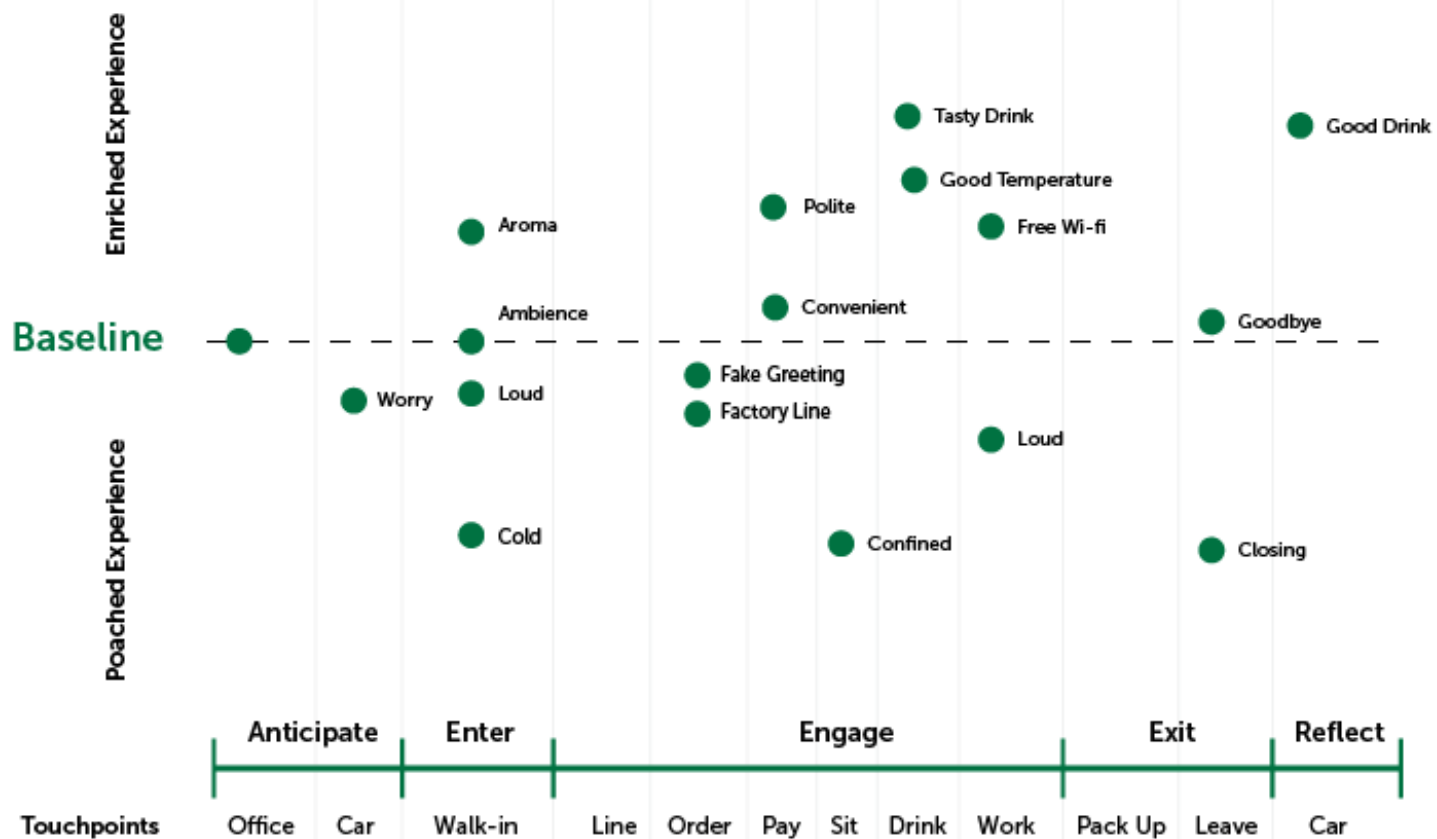 Enriched Experience
Tasty Drink
Good Drink
Good Temperature
Polite
Aroma
Free Wi-fi
Convenient
Ambience
Goodbye
Baseline
Fake Greeting
Worry
Loud
Factory Line
Loud
Poached Experience
Cold
Confined
Closing
Anticipate
Enter
Engage
Exit
Reflect
Touchpoints
Office
Car
Walk-in
Line
Order
Pay
Sit
Drink
Work
Pack Up
Leave
Car